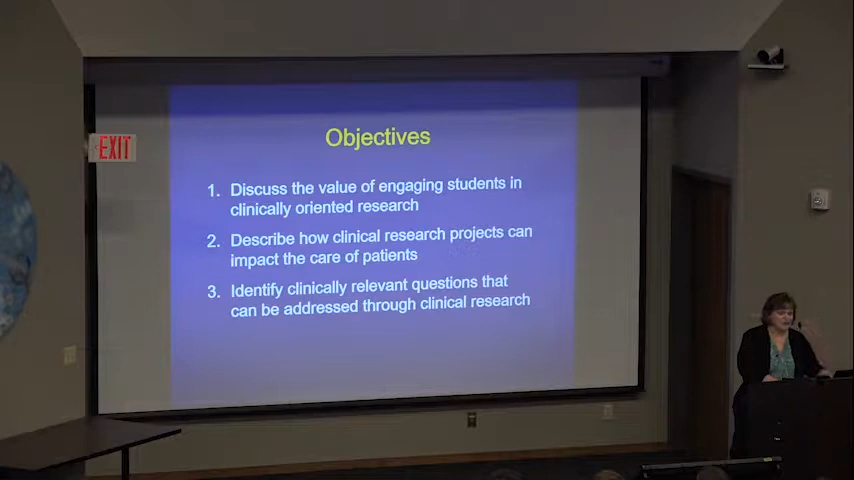 EXIT
Objectives
1. Discuss the value of engaging students in
clinically oriented research
2. Describe how clinical research projects can
impact the care of patients
3. Identify clinically relevant questions that
can be addressed through clinical research